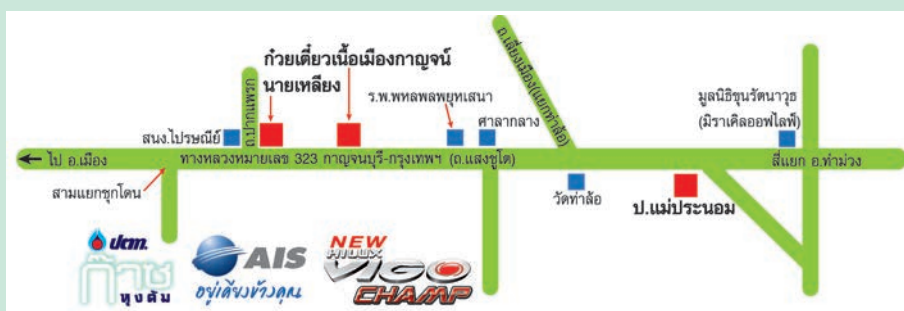 ก๋วยเตี๋ยวเนื้อเมืองกาญจน์
นายเหลียง
ถ.ปากแพรก
สนง.ไปรษณีย์
ร.พ.พหลพลพยุหเสนา
ศาลากลาง
ถ.เลี่ยงเมือง(แยกท่าล้อ)
มูลนิธิขุนรัตนาวุธ
(มิราเคิลออฟไลฟ์)
ไป อ.เมือง
ทางหลวงหมายเลข 323 กาญจนบุรี-กรุงเทพฯ (ถ.แสงชูโต)
สี่แยก อ.ท่าม่วง
สามแยกชุกโดน
วัดท่าล้อ
ป.แม่ประนอม
ปตท.
ก๊าซ
หุงต้ม
AIS
อยู่เคียงข้างคุณ
NEW
HILUX
VIGO
CHAMP